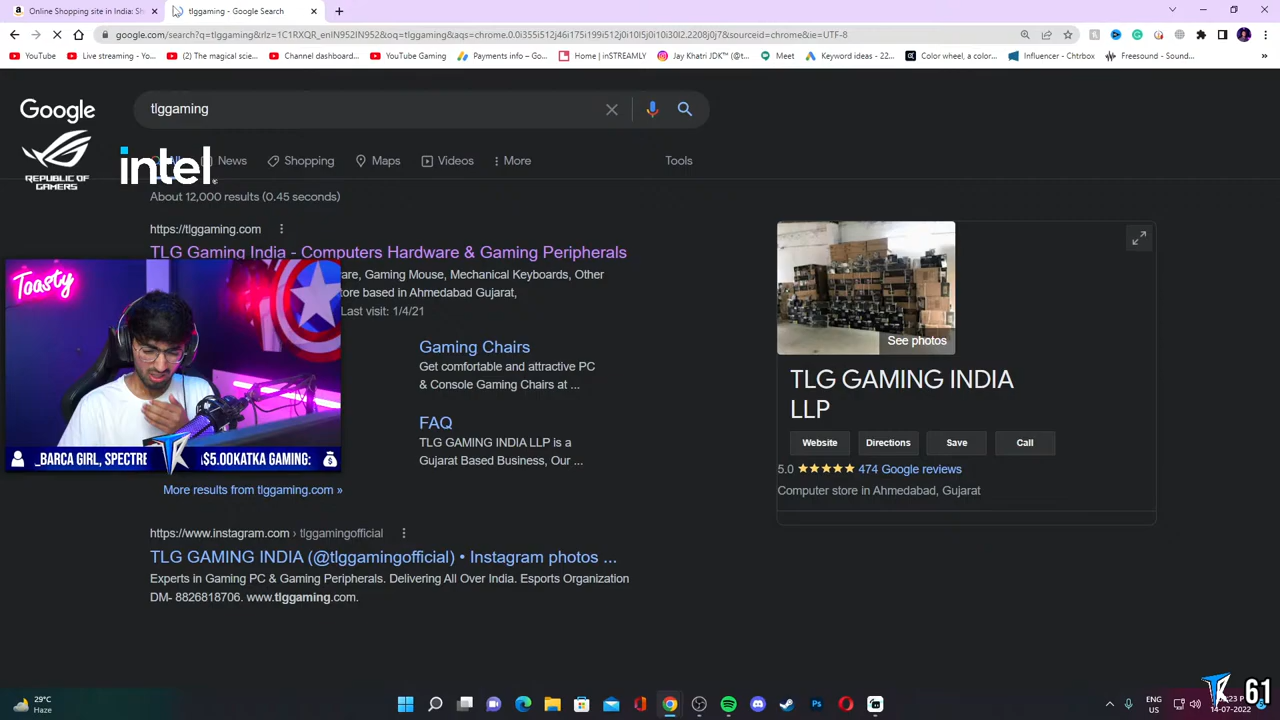 Online Shopping site in India: Sh
tlggaming - Google Search
google.com/search?q=tlggaming&rlz=1C1RXQR_enIN952IN952&oq=tlggaming&aqs=chrome.0.0i355i512j46i175i199i512j0i10l5j0i10i30l2.2208j0j7&sourceid=chrome&ie=UTF-8
YouTube
Live streaming - Yo...
(2) The magical scie...
Channel dashboard...
YouTube Gaming
Payments info – Go...
Home | inSTREAMLY
Jay Khatri JDK™ (@t...
Meet
Keyword ideas - 22...
Color wheel, a color...
Influencer - Chtrbox
Freesound - Sound...
Google
tlggaming
REPUBLIC OF
GAMERS
intel.
News
Shopping
Maps
Videos
More
Tools
About 12,000 results (0.45 seconds)
https://tlggaming.com
TLG Gaming India - Computers Hardware & Gaming Peripherals
ware, Gaming Mouse, Mechanical Keyboards, Other
tore based in Ahmedabad Gujarat,
Last visit: 1/4/21
Toasty
Gaming Chairs
Get comfortable and attractive PC
& Console Gaming Chairs at ...
FAQ
TLG GAMING INDIA LLP is a
Gujarat Based Business, Our ...
_BARCA GIRL, SPECTRE
$5.00KATKA GAMING:
More results from tlggaming.com »
https://www.instagram.com › tlggamingofficial
TLG GAMING INDIA (@tlggamingofficial) • Instagram photos ...
Experts in Gaming PC & Gaming Peripherals. Delivering All Over India. Esports Organization
DM- 8826818706. www.tlggaming.com.
See photos
TLG GAMING INDIA
LLP
Website
Directions
Save
Call
5.0
474 Google reviews
Computer store in Ahmedabad, Gujarat
29°C
Haze
ENG
US
23 PM
14-07-2022
61